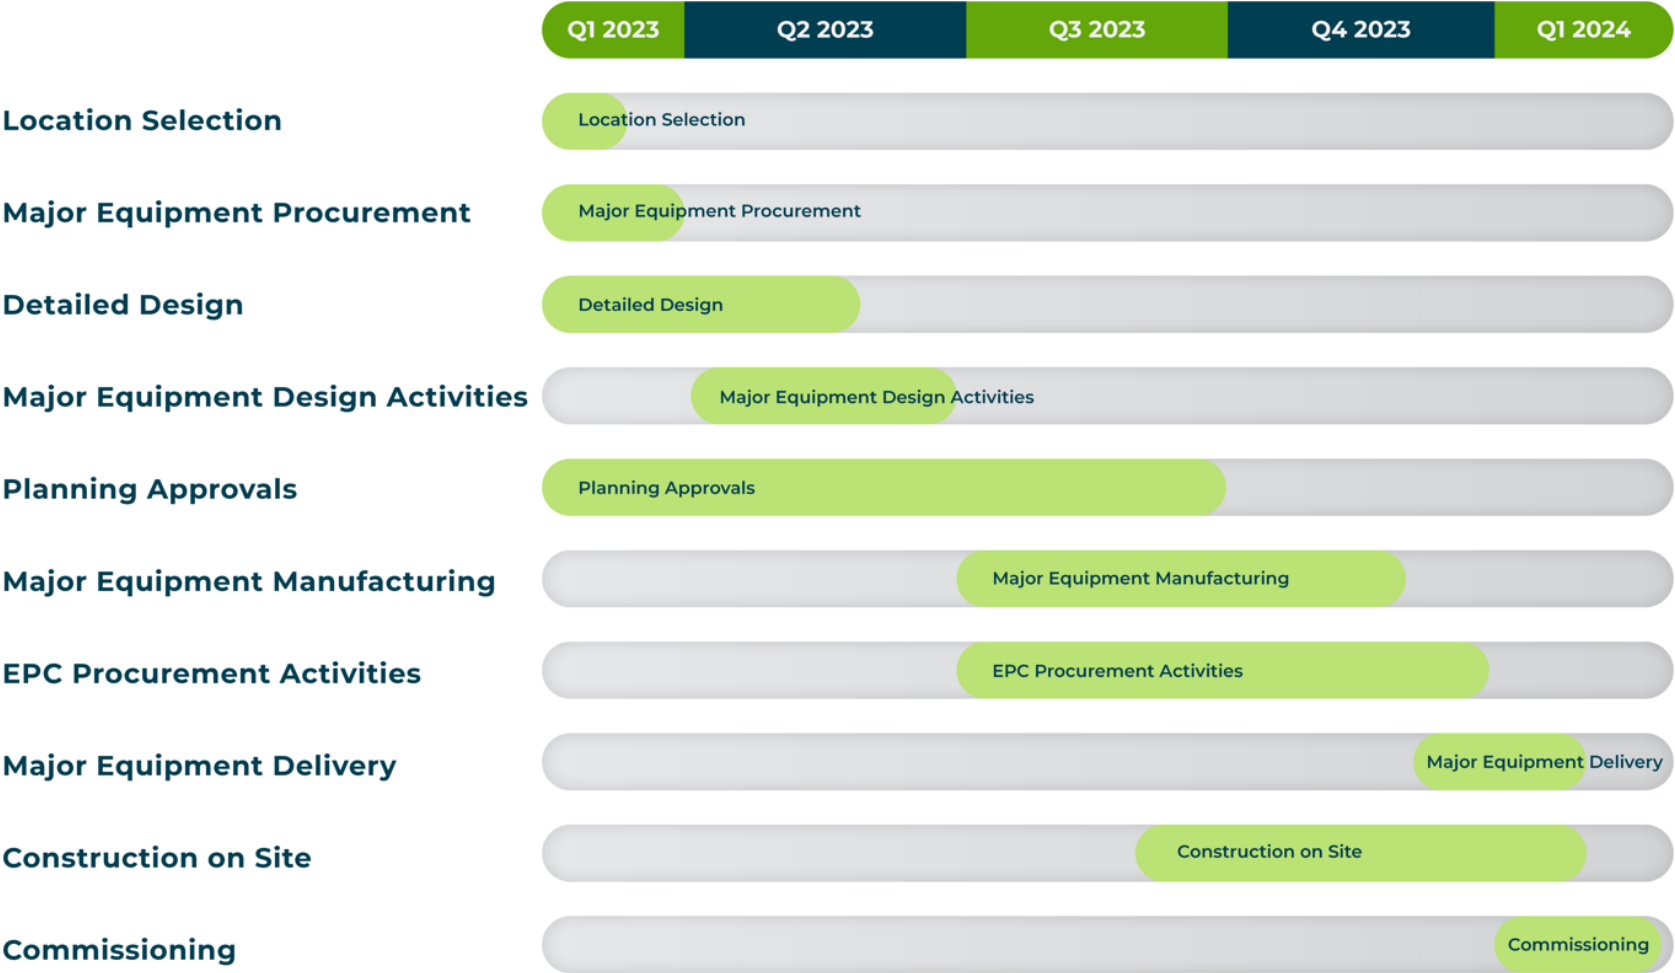 Q1 2023 Q2 2023 Q3 2023 Q4 2023 Q1 2024
Location Selection Location Selection
Major Equipment Procurement Major Equipment Procurement
Detailed Design Detailed Design
Major Equipment Design Activities Major Equipment Design Activities
Planning Approvals Planning Approvals
Major Equipment Manufacturing Major Equipment Manufacturing
EPC Procurement Activities EPC Procurement Activities
Major Equipment Delivery Major Equipment Delivery
Construction on Site Construction on Site
Commissioning Commissioning